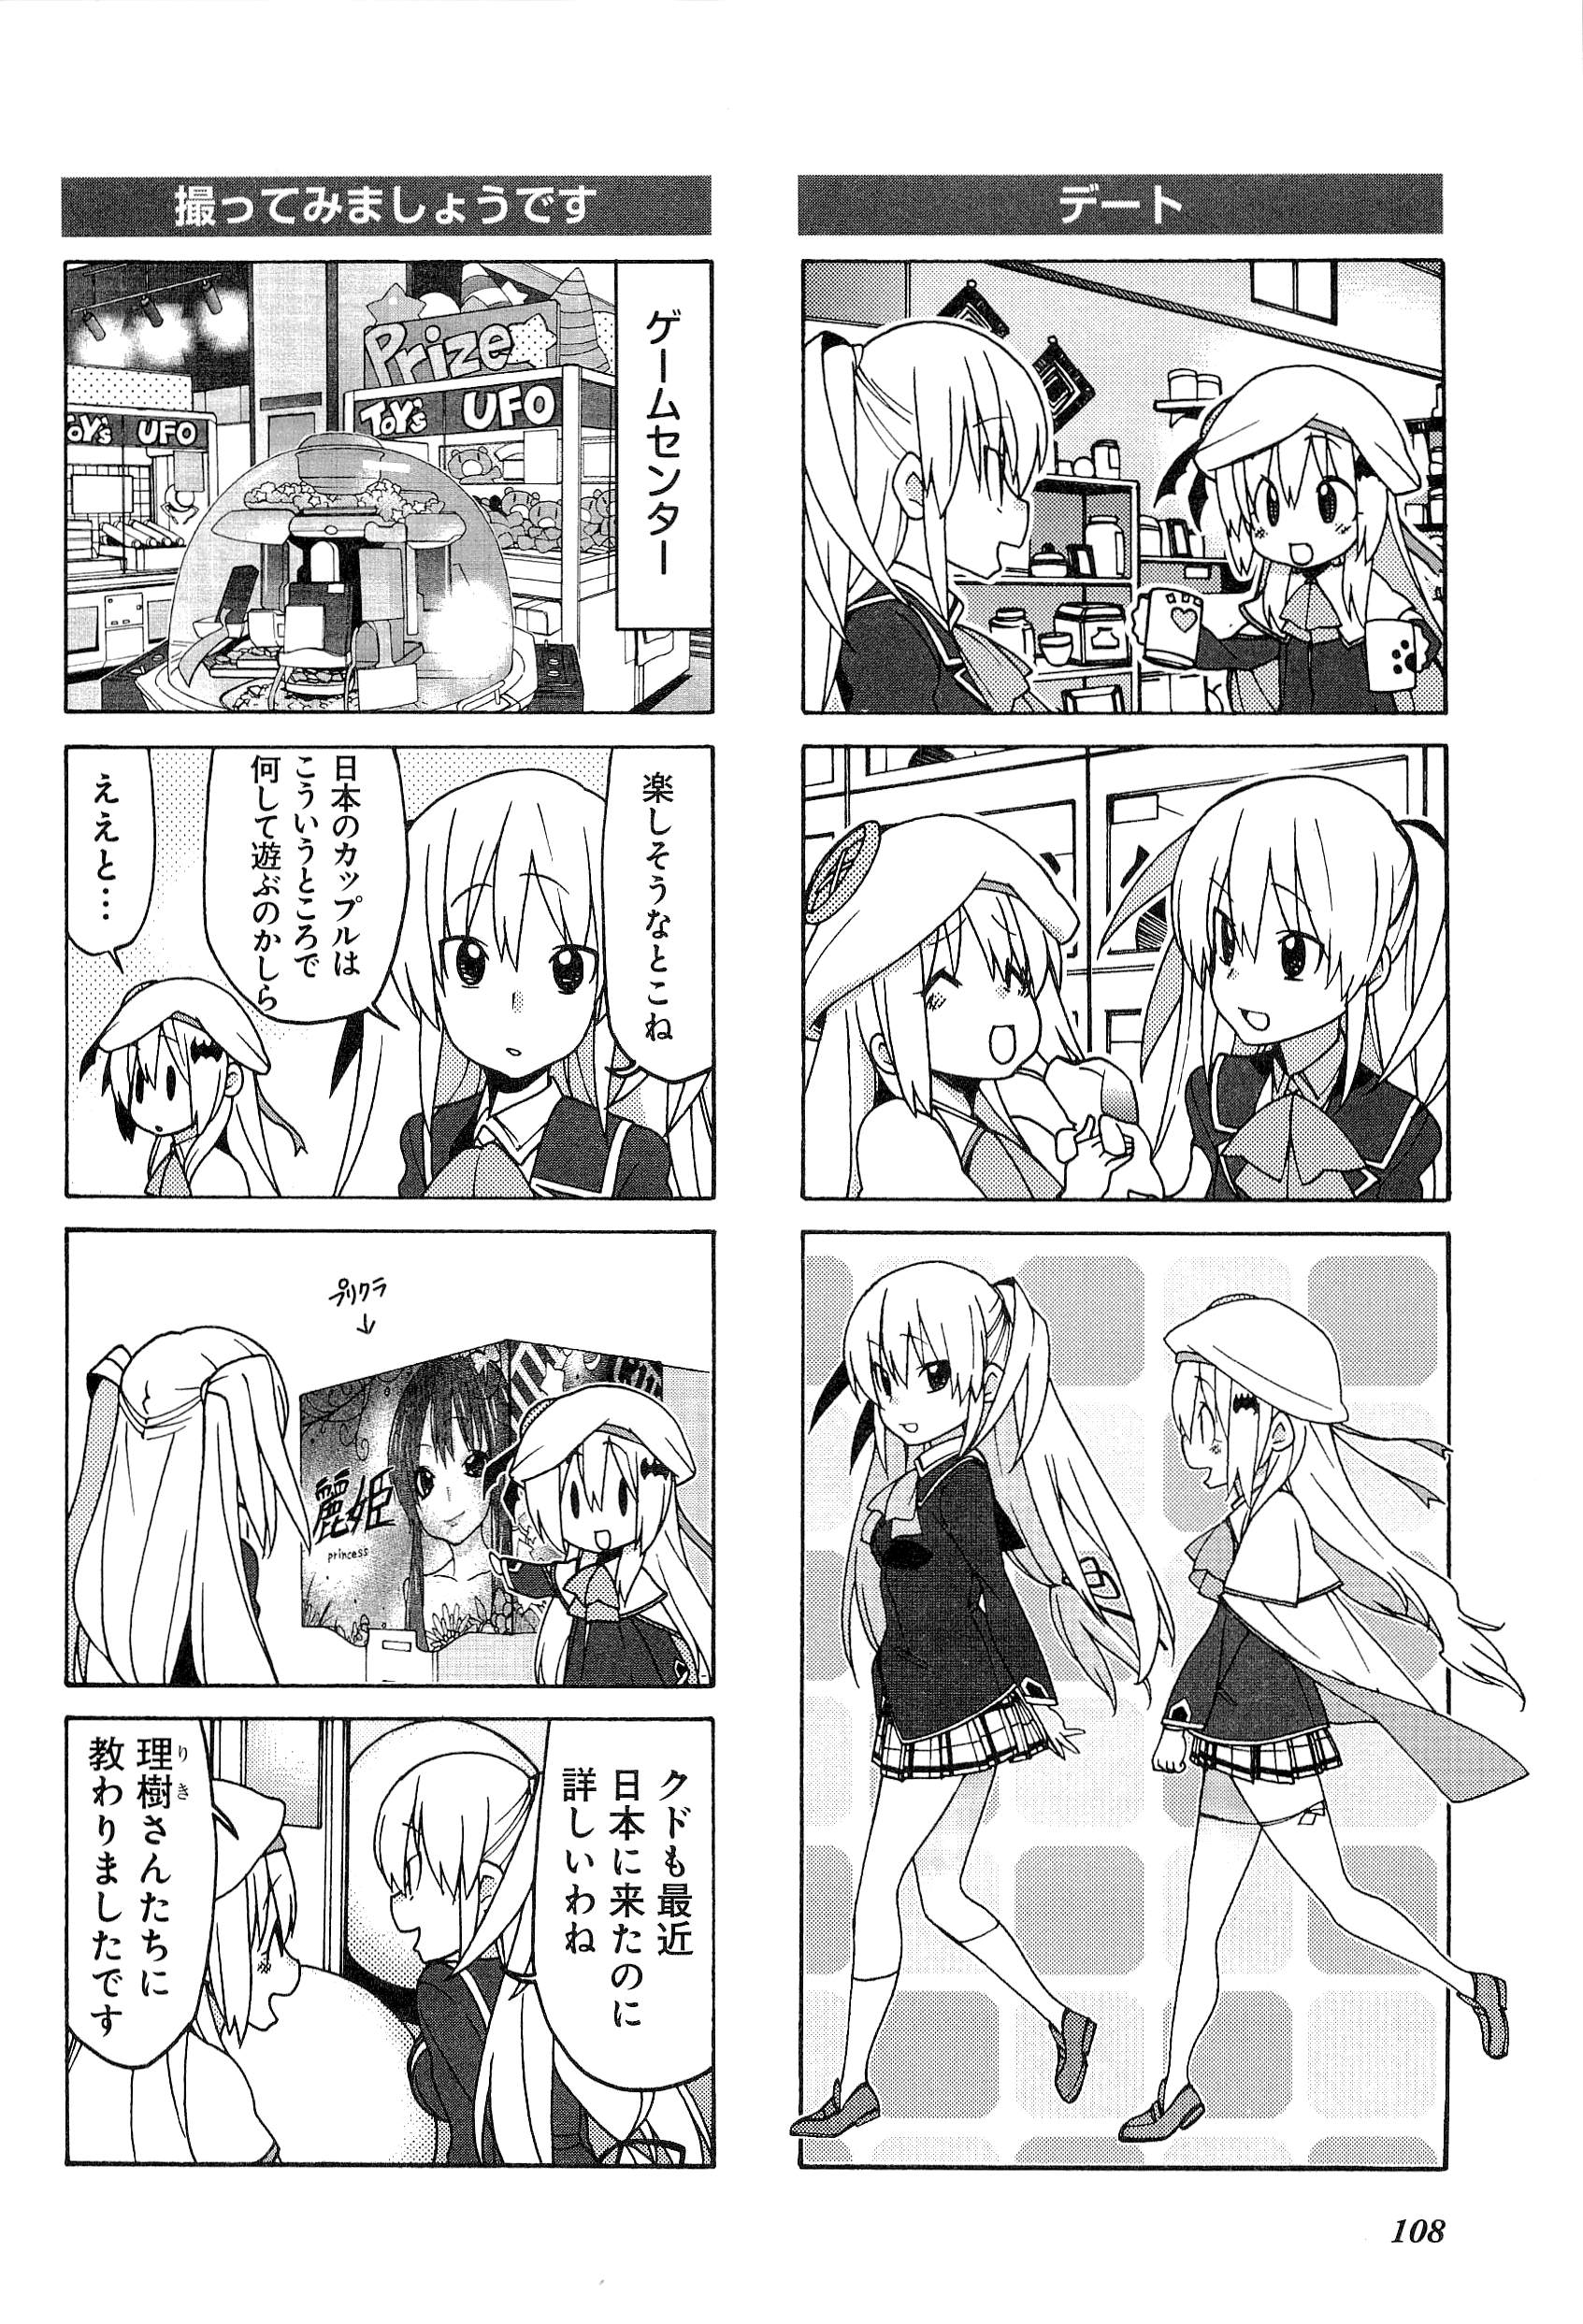 デート
撮ってみましょうです
ゲームセンター
Prize
TOY's UFO
TOY's UFO
楽しそうなとこね
日本のカップルは
こういうところで
何して遊ぶのかしら
ええと…
プリクラ
↓
麗姫
princess
クドも最近
日本に来たのに
詳しいわね
理樹さんたちに
りき
教わりましたです
108